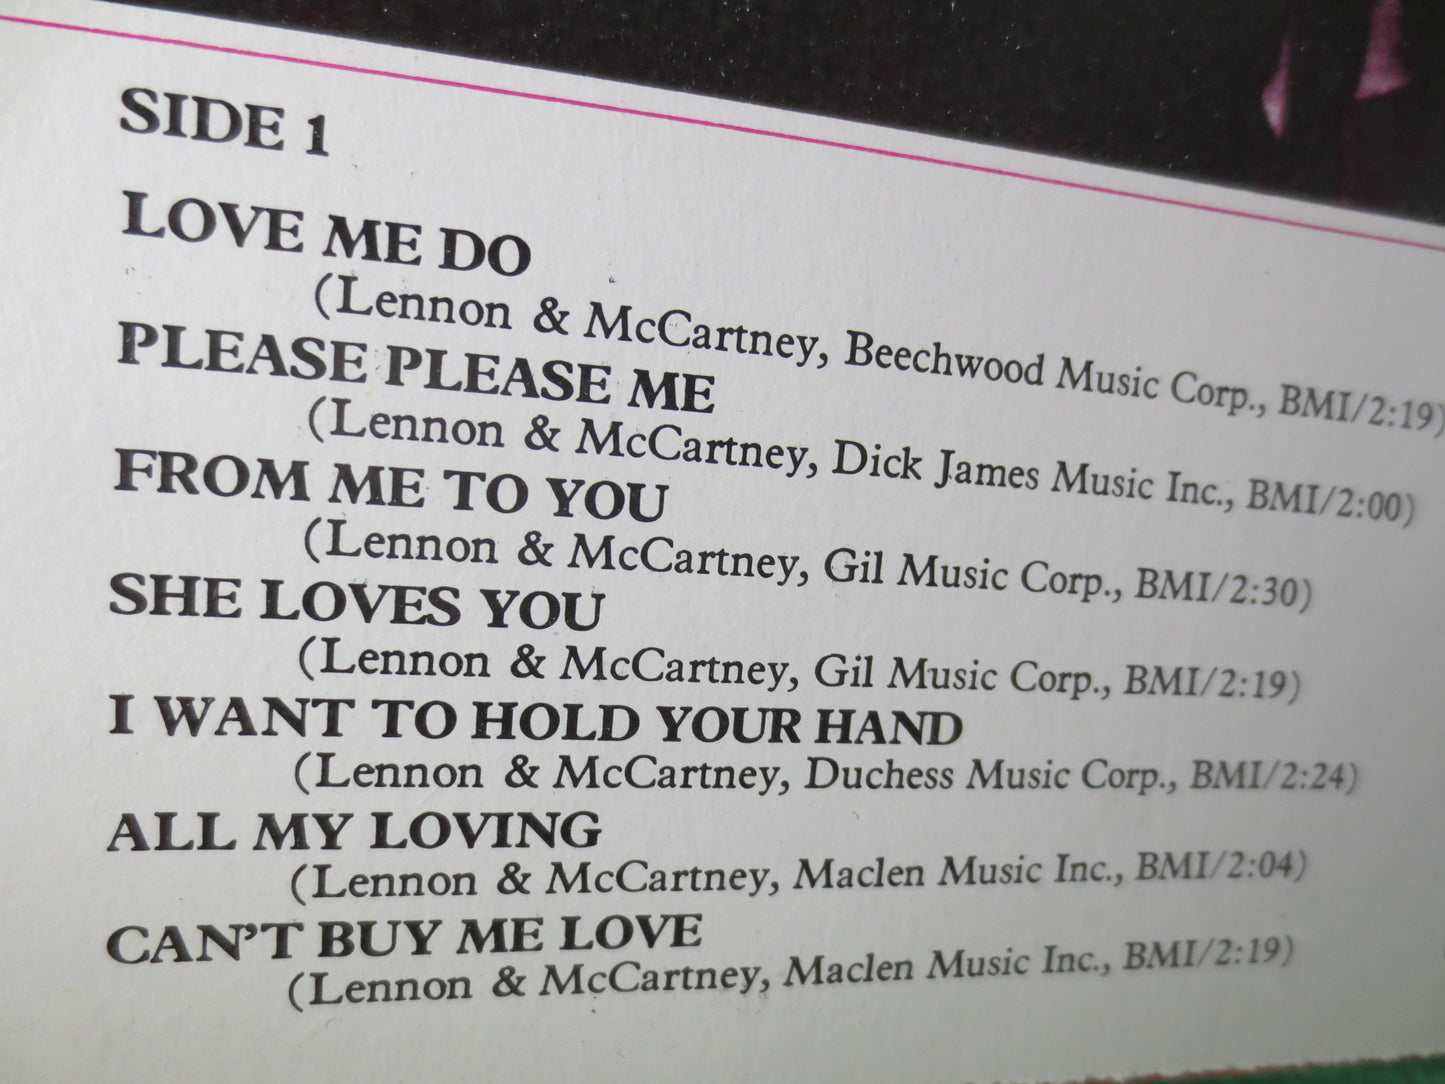 SIDE 1
LOVE ME DO
(Lennon & McCartney, Beechwood Music Corp., BMI/2:19)
PLEASE PLEASE ME
(Lennon & McCartney, Dick James Music Inc., BMI/2:00)
FROM ME TO YOU
(Lennon & McCartney, Gil Music Corp., BMI/2:30)
SHE LOVES YOU
(Lennon & McCartney, Gil Music Corp., BMI/2:19)
I WANT TO HOLD YOUR HAND
(Lennon & McCartney, Duchess Music Corp., BMI/2:24)
ALL MY LOVING
(Lennon & McCartney, Maclen Music Inc., BMI/2:04)
CAN'T BUY ME LOVE
(Lennon & McCartney, Maclen Music Inc., BMI/2:19)